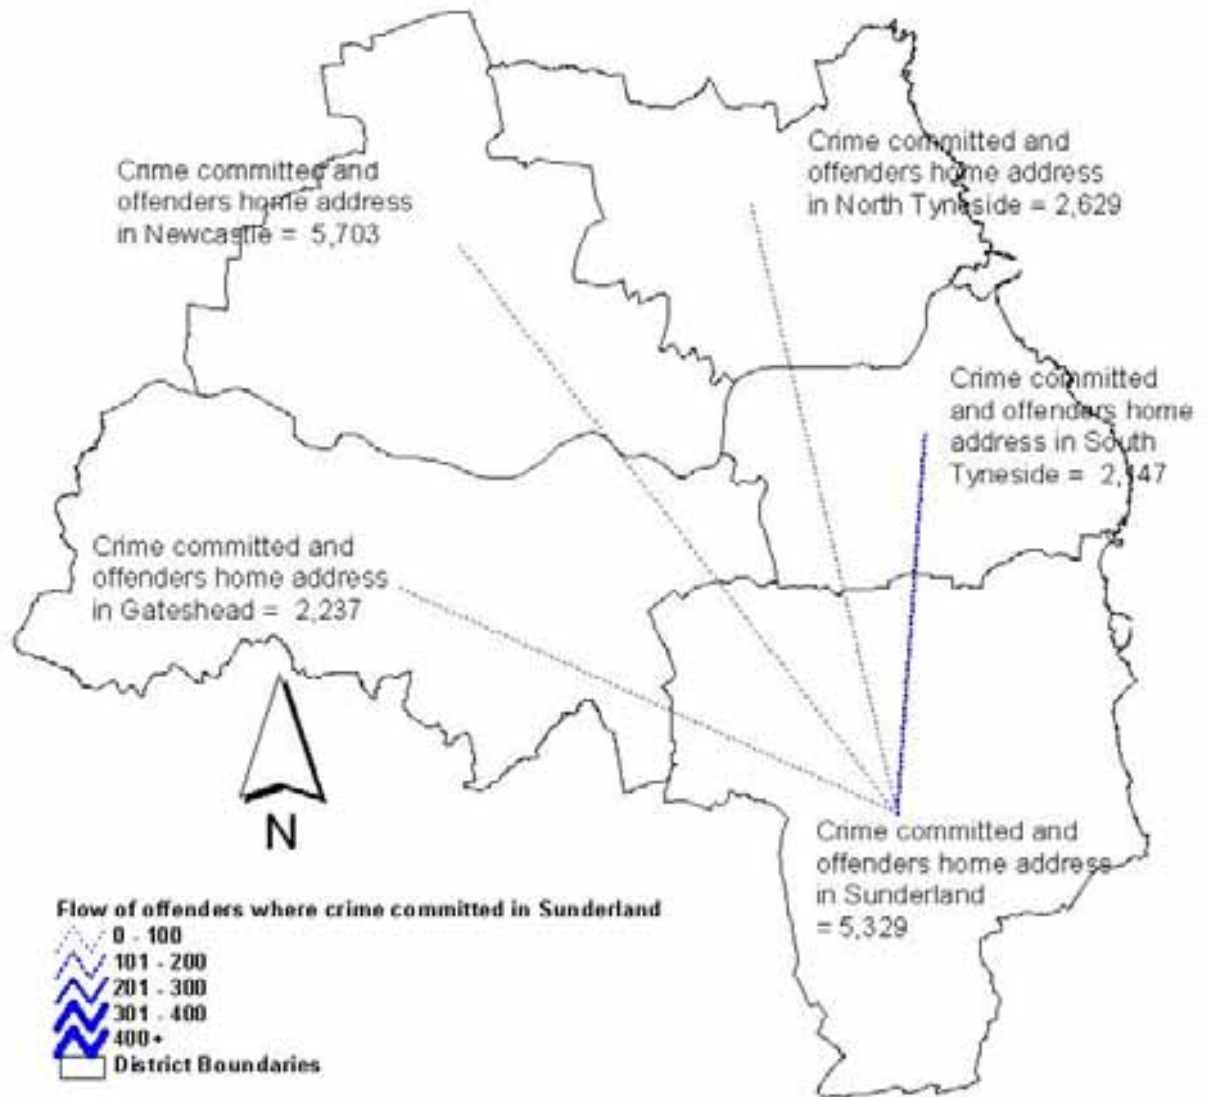 Crime committed and
offenders home address
in Newcastle = 5,703
Crime committed and
offenders home address
in North Tyneside = 2,629
Crime committed
and offenders home
address in South
Tyneside = 2,147
Crime committed and
offenders home address
in Gateshead = 2,237
N
Crime committed and
offenders home address
in Sunderland
= 5,329
Flow of offenders where crime committed in Sunderland
0 - 100
101 - 200
201 - 300
301 - 400
400+
District Boundaries